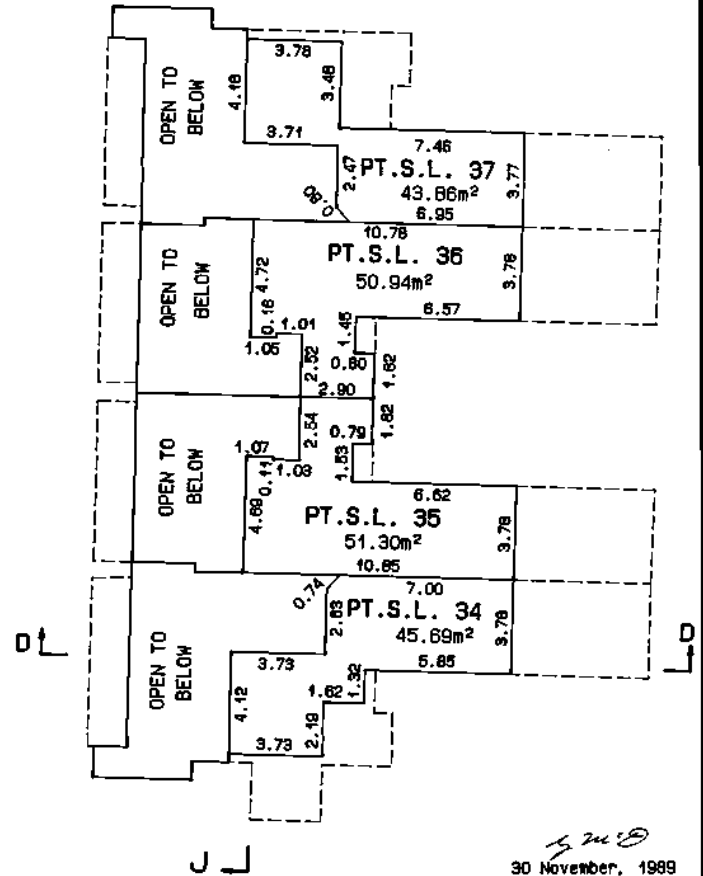 3.78
OPEN TO
BELOW
4.18
3.48
3.71
7.46
2.47
PT.S.L. 37
43.86m²
3.77
0.80
6.95
10.78
PT.S.L. 36
50.94m²
OPEN TO
BELOW
4.72
3.78
0.16
1.01
1.05
1.45
6.57
2.52
0.80
1.62
2.90
2.54
0.79
1.82
OPEN TO
BELOW
1.07
0.11
1.03
1.53
6.62
4.69
PT.S.L. 35
51.30m²
3.78
10.85
0.74
7.00
2.63
PT.S.L. 34
45.69m²
3.78
D
D
OPEN TO
BELOW
3.73
5.85
1.32
1.62
4.12
2.19
3.73
J
30 November, 1989